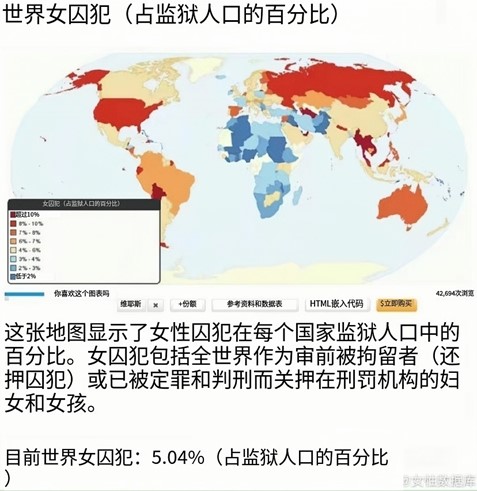 世界女囚犯（占监狱人口的百分比）
女囚犯（占监狱人口的百分比）
超过10%
8% - 10%
7% - 8%
6% - 7%
4% - 6%
3% - 4%
2% - 3%
低于2%
你喜欢这个图表吗
42,694次浏览
维耶斯 × +份额 参考资料和数据表 HTML嵌入代码 $立即购买
这张地图显示了女性囚犯在每个国家监狱人口中的
百分比。女囚犯包括全世界作为审前被拘留者（还
押囚犯）或已被定罪和判刑而关押在刑罚机构的妇
女和女孩。
目前世界女囚犯：5.04%（占监狱人口的百分比
）
女性数据库